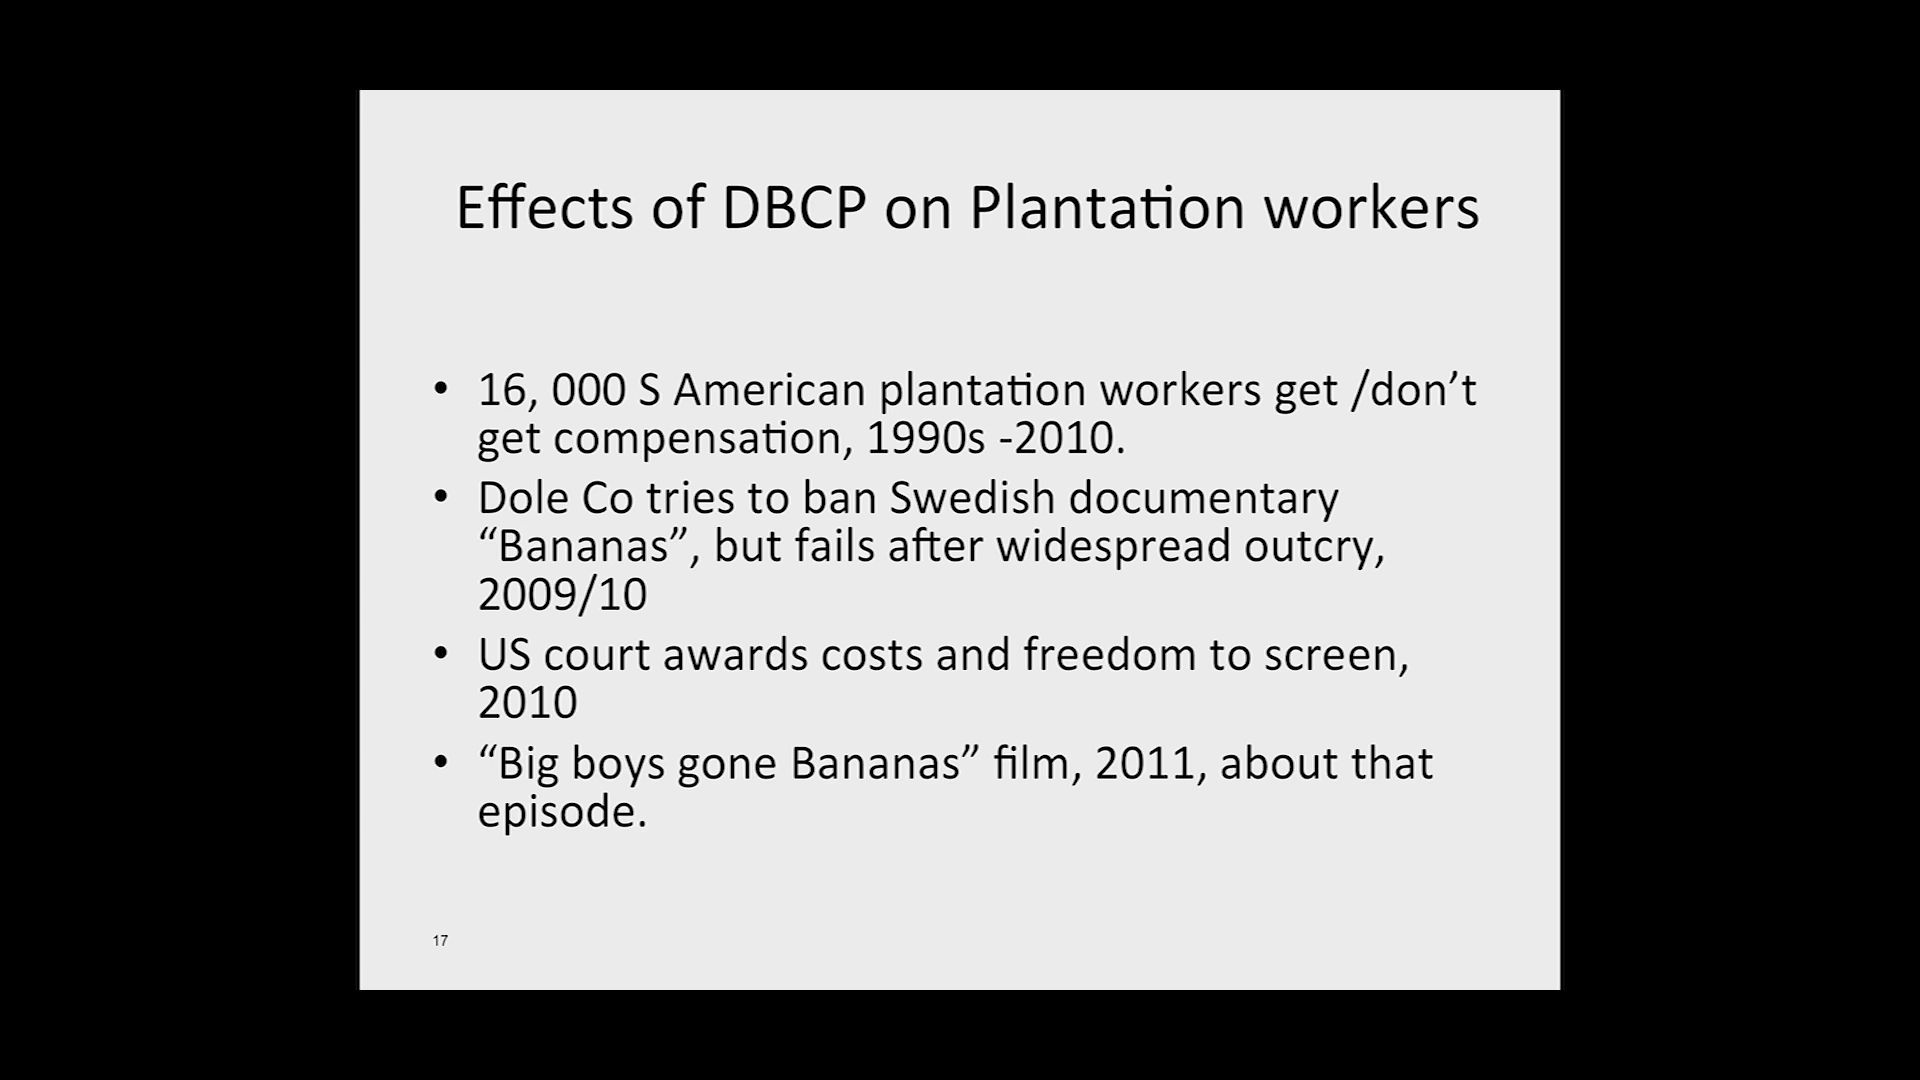 Effects of DBCP on Plantation workers
• 16, 000 S American plantation workers get /don’t
get compensation, 1990s -2010.
• Dole Co tries to ban Swedish documentary
“Bananas”, but fails after widespread outcry,
2009/10
• US court awards costs and freedom to screen,
2010
• “Big boys gone Bananas” film, 2011, about that
episode.
17